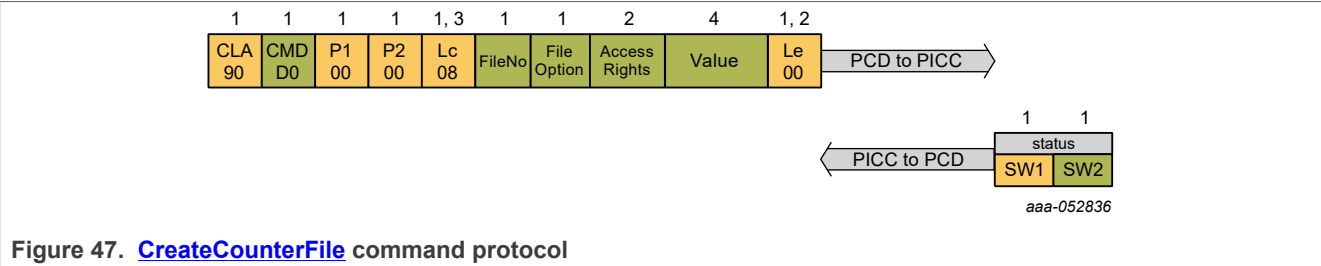 1 1 1 1 1, 3 1 1 2 4 1, 2
CLA 90 CMD D0 P1 00 P2 00 Lc 08 FileNo File Option Access Rights Value Le 00 PCD to PICC
1 1
status
PICC to PCD SW1 SW2
aaa-052836
Figure 47. CreateCounterFile command protocol